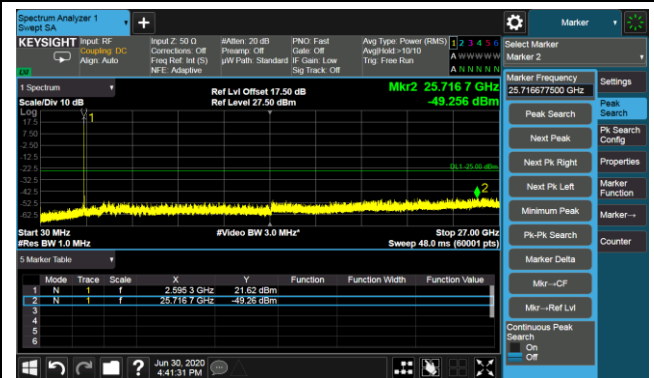 Spectrum Analyzer 1
Swept SA
KEYSIGHT Input: RF
Coupling: DC
Align: Auto
Input Z: 50 Ω
Corrections: Off
Freq Ref: Int (S)
NFE: Adaptive
#Atten: 20 dB
Preamp: Off
µW Path: Standard
PNO: Fast
Gate: Off
IF Gain: Low
Sig Track: Off
Avg Type: Power (RMS)
Avg|Hold:>10/10
Trig: Free Run
1 2 3 4 5 6
A W W W W W
A N N N N N
1 Spectrum
Scale/Div 10 dB
Ref Lvl Offset 17.50 dB
Ref Level 27.50 dBm
Mkr2 25.716 7 GHz
-49.256 dBm
Log
17.5
7.50
-2.50
-12.5
-22.5
-32.5
-42.5
-52.5
-62.5
1
DL1 -25.00 dBm
2
Start 30 MHz
#Res BW 1.0 MHz
#Video BW 3.0 MHz*
Stop 27.00 GHz
Sweep 48.0 ms (60001 pts)
5 Marker Table
Mode Trace Scale X Y Function Function Width Function Value
1 N 1 f 2.595 3 GHz 21.62 dBm
2 N 1 f 25.716 7 GHz -49.26 dBm
3
4
5
6
Jun 30, 2020
4:41:31 PM
Marker
Select Marker
Marker 2
Marker Frequency
25.716677500 GHz
Peak Search
Next Peak
Next Pk Right
Next Pk Left
Minimum Peak
Pk-Pk Search
Marker Delta
Mkr→CF
Mkr→Ref Lvl
Continuous Peak
Search
On
Off
Settings
Peak
Search
Pk Search
Config
Properties
Marker
Function
Marker→
Counter